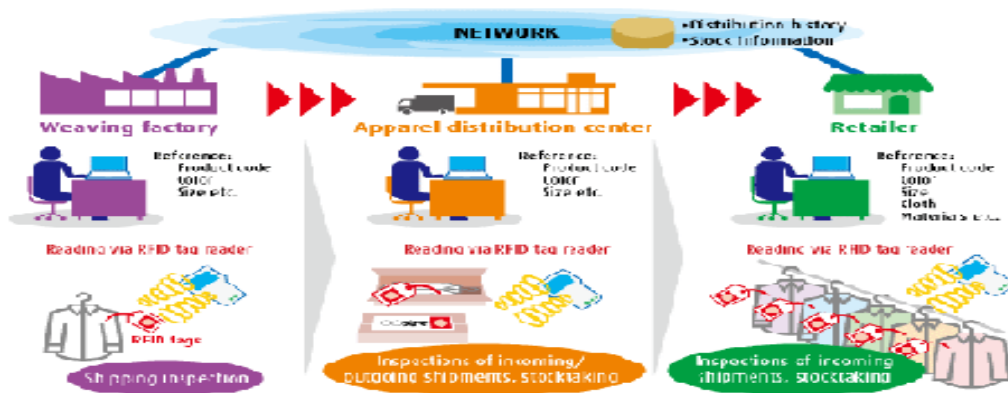 NETWORK
•Distribution history
•Stock Information
Weaving factory
Apparel distribution center
Retailer
Reference:
Product code
Color
Size etc.
Reference:
Product code
Color
Size etc.
Reference:
Product code
Color
Size
Cloth
Materials etc.
Reading via RFID tag reader
Reading via RFID tag reader
Reading via RFID tag reader
RFID tags
Shipping inspection
Inspections of incoming/
outgoing shipments, stocktaking
Inspections of incoming
shipments, stocktaking